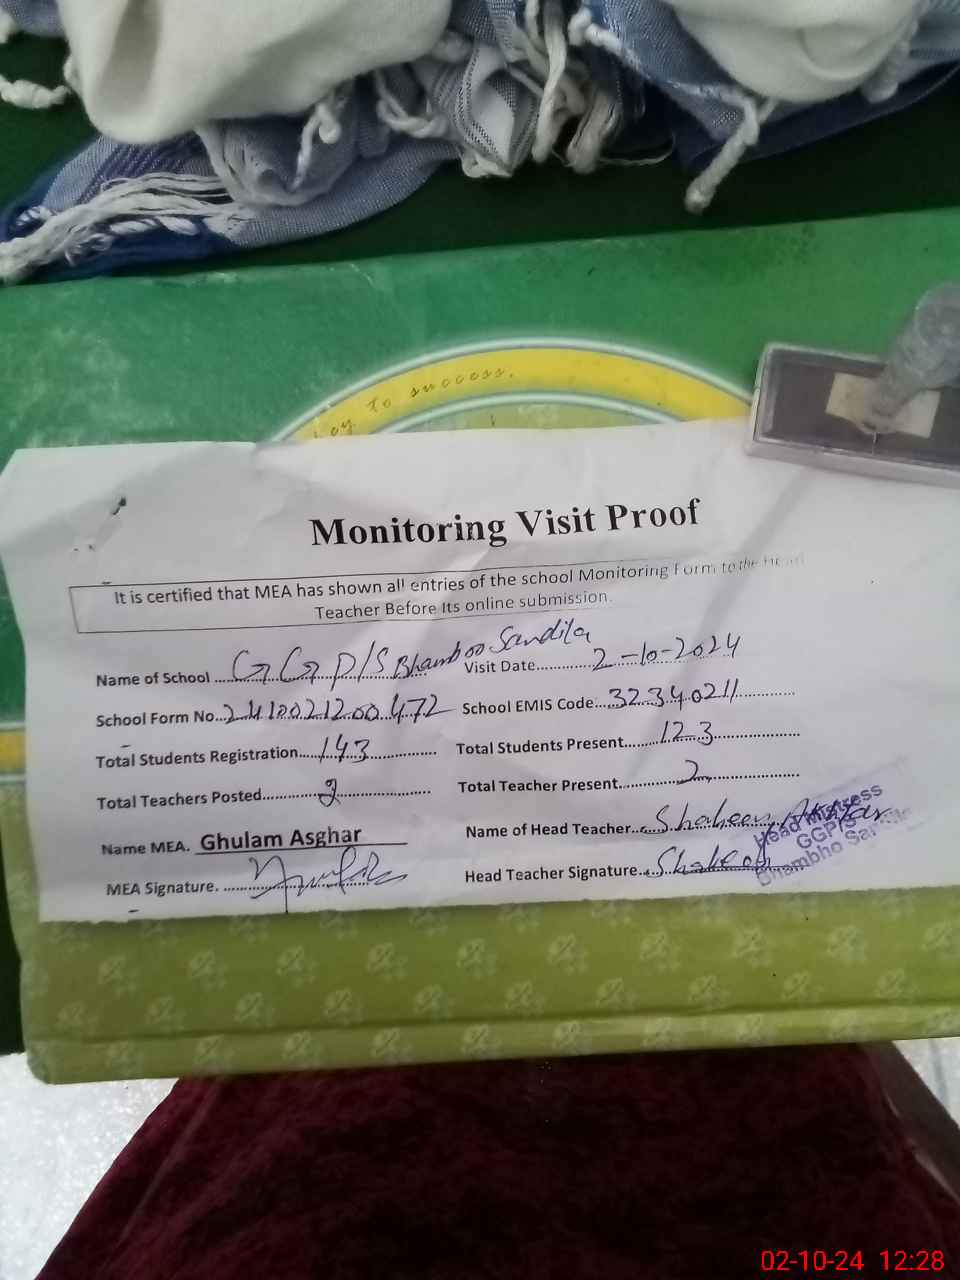 key to success.
Monitoring Visit Proof
It is certified that MEA has shown all entries of the school Monitoring Form to the Head
Teacher Before Its online submission.
Name of School GGP/S Bhamboo Sandila Visit Date 2-10-2024
School Form No. 2410021200472 School EMIS Code 32340211
Total Students Registration 143 Total Students Present 123
Total Teachers Posted 2 Total Teacher Present 2
Name MEA. Ghulam Asghar Name of Head Teacher Shaheen Akhtar
MEA Signature. Head Teacher Signature Shaheen
Head Mistress
GGP/S
Bhambho Sandila
02-10-24 12:28